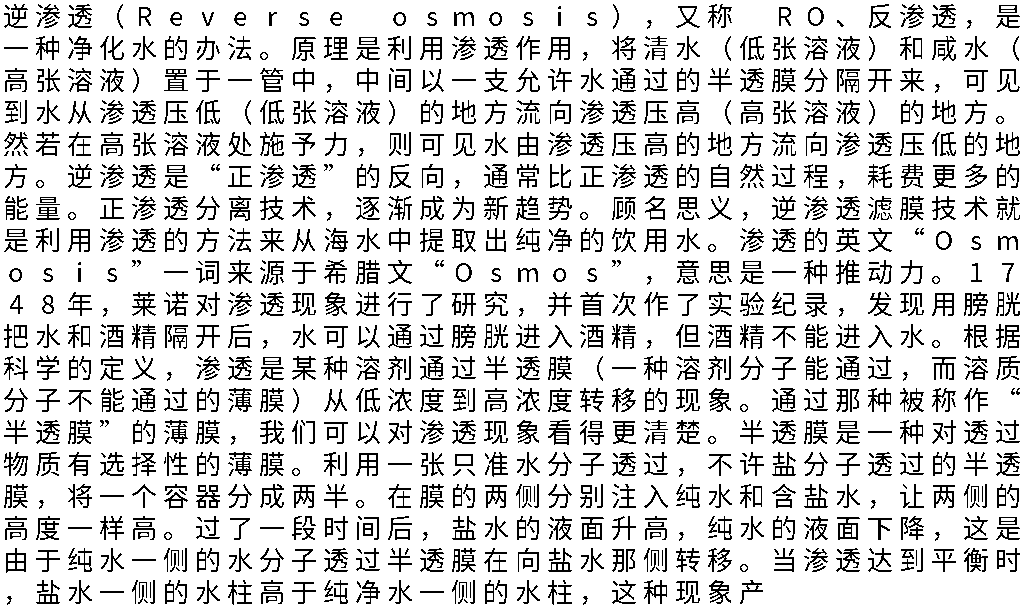 逆渗透（Reverse osmosis），又称 RO、反渗透，是
一种净化水的办法。原理是利用渗透作用，将清水（低张溶液）和咸水（
高张溶液）置于一管中，中间以一支允许水通过的半透膜分隔开来，可见
到水从渗透压低（低张溶液）的地方流向渗透压高（高张溶液）的地方。
然若在高张溶液处施予力，则可见水由渗透压高的地方流向渗透压低的地
方。逆渗透是“正渗透”的反向，通常比正渗透的自然过程，耗费更多的
能量。正渗透分离技术，逐渐成为新趋势。顾名思义，逆渗透滤膜技术就
是利用渗透的方法来从海水中提取出纯净的饮用水。渗透的英文“Osm
osis”一词来源于希腊文“Osmos”，意思是一种推动力。17
48年，莱诺对渗透现象进行了研究，并首次作了实验纪录，发现用膀胱
把水和酒精隔开后，水可以通过膀胱进入酒精，但酒精不能进入水。根据
科学的定义，渗透是某种溶剂通过半透膜（一种溶剂分子能通过，而溶质
分子不能通过的薄膜）从低浓度到高浓度转移的现象。通过那种被称作“
半透膜”的薄膜，我们可以对渗透现象看得更清楚。半透膜是一种对透过
物质有选择性的薄膜。利用一张只准水分子透过，不许盐分子透过的半透
膜，将一个容器分成两半。在膜的两侧分别注入纯水和含盐水，让两侧的
高度一样高。过了一段时间后，盐水的液面升高，纯水的液面下降，这是
由于纯水一侧的水分子透过半透膜在向盐水那侧转移。当渗透达到平衡时
，盐水一侧的水柱高于纯净水一侧的水柱，这种现象产